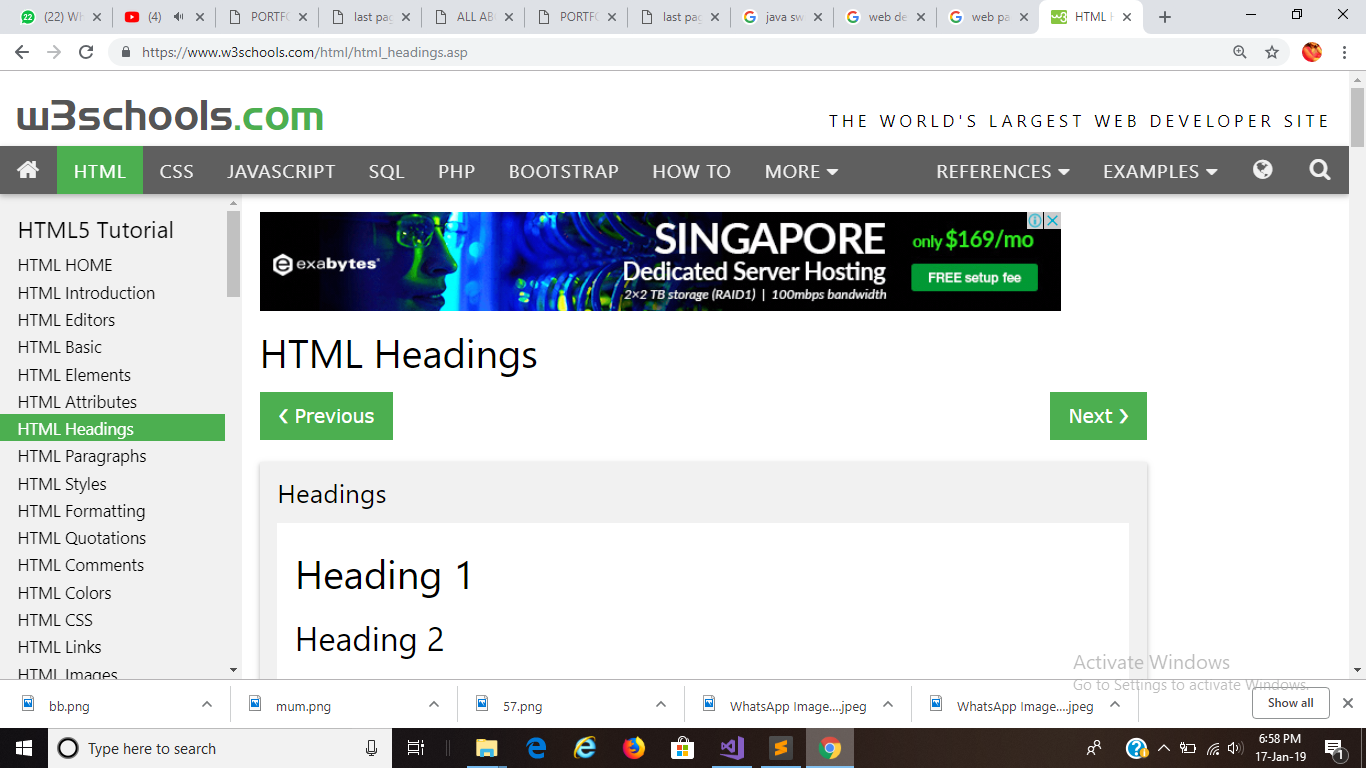 (22) Wh
(4)
PORTFO
last pag
ALL AB
PORTFO
last pag
java sw
web de
web pa
HTML H
https://www.w3schools.com/html/html_headings.asp
w3schools.com
THE WORLD'S LARGEST WEB DEVELOPER SITE
HTML CSS JAVASCRIPT SQL PHP BOOTSTRAP HOW TO MORE REFERENCES EXAMPLES
HTML5 Tutorial
HTML HOME
HTML Introduction
HTML Editors
HTML Basic
HTML Elements
HTML Attributes
HTML Headings
HTML Paragraphs
HTML Styles
HTML Formatting
HTML Quotations
HTML Comments
HTML Colors
HTML CSS
HTML Links
HTML Images
exabytes
SINGAPORE
Dedicated Server Hosting
2×2 TB storage (RAID1) | 100mbps bandwidth
only $169/mo
FREE setup fee
HTML Headings
❮ Previous
Next ❯
Headings
Heading 1
Heading 2
Activate Windows
Go to Settings to activate Windows.
bb.png
mum.png
57.png
WhatsApp Image....jpeg
WhatsApp Image....jpeg
Show all
Type here to search
6:58 PM
17-Jan-19
1